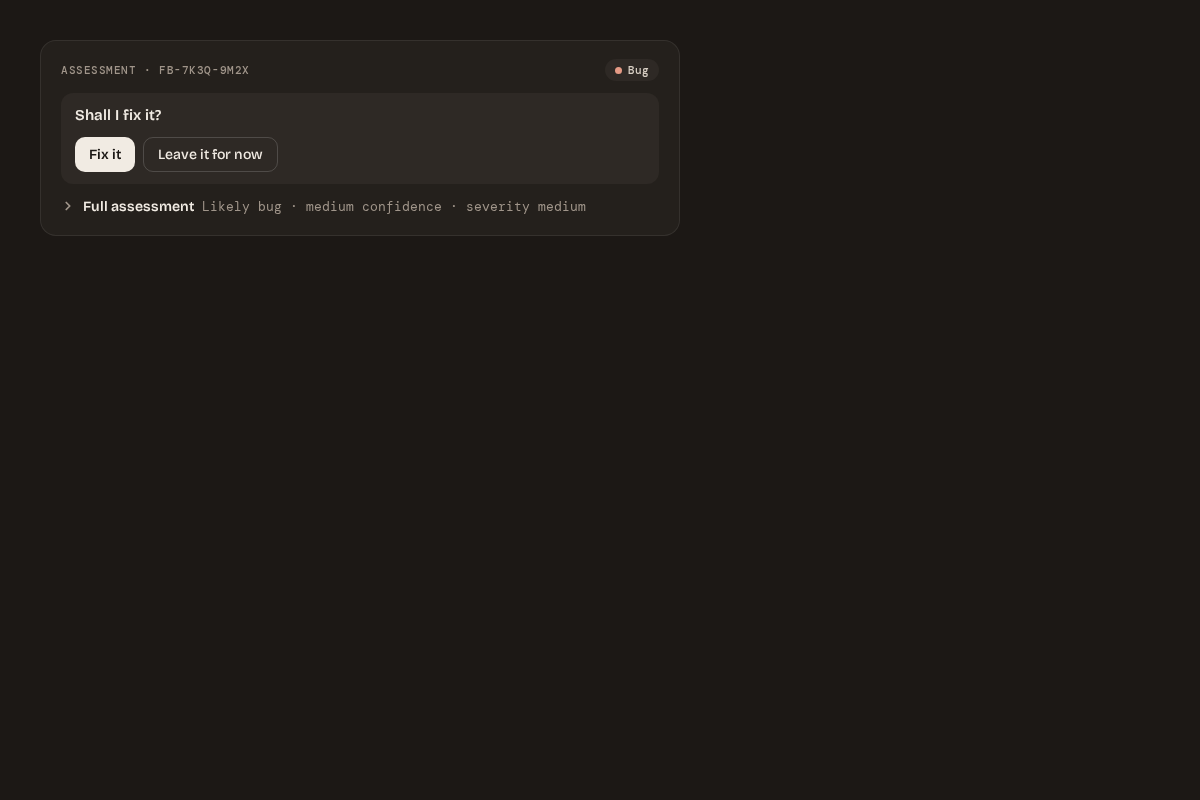 ASSESSMENT · FB-7K3Q-9M2X
Bug
Shall I fix it?
Fix it
Leave it for now
Full assessment Likely bug · medium confidence · severity medium